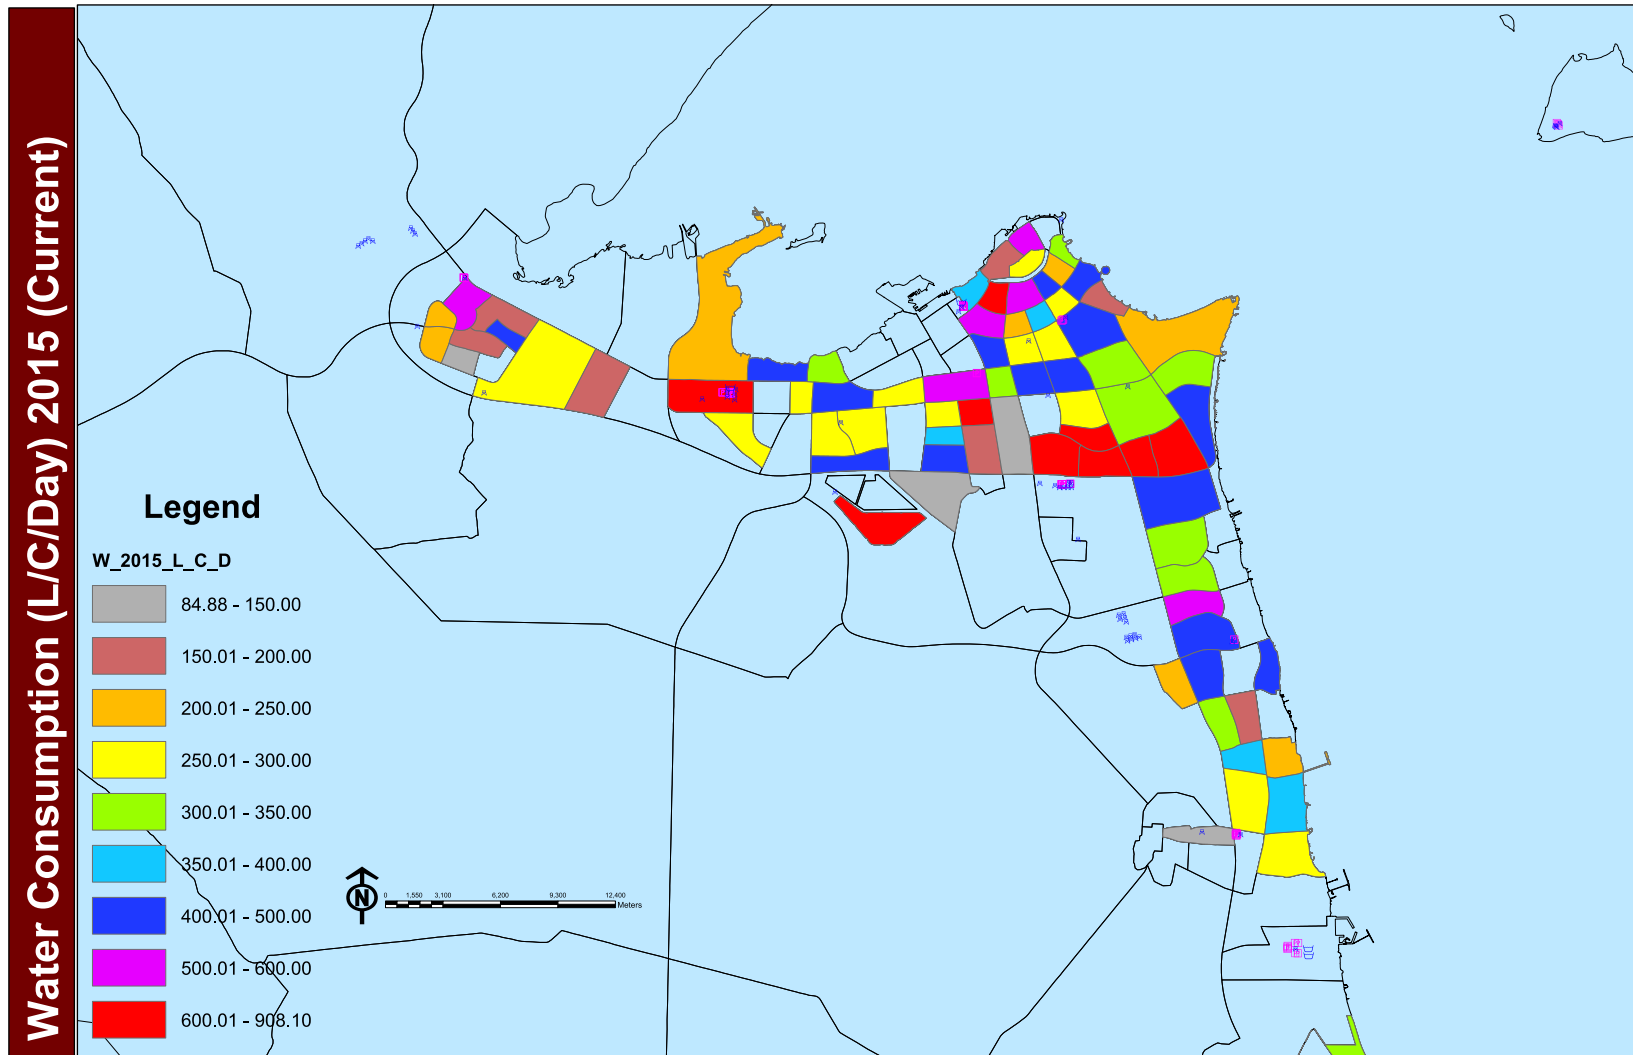 Water Consumption (L/C/Day) 2015 (Current)
Legend
W_2015_L_C_D
84.88 - 150.00
150.01 - 200.00
200.01 - 250.00
250.01 - 300.00
300.01 - 350.00
350.01 - 400.00
400.01 - 500.00
500.01 - 600.00
600.01 - 908.10
N
0 1,550 3,100 6,200 9,300 12,400
Meters